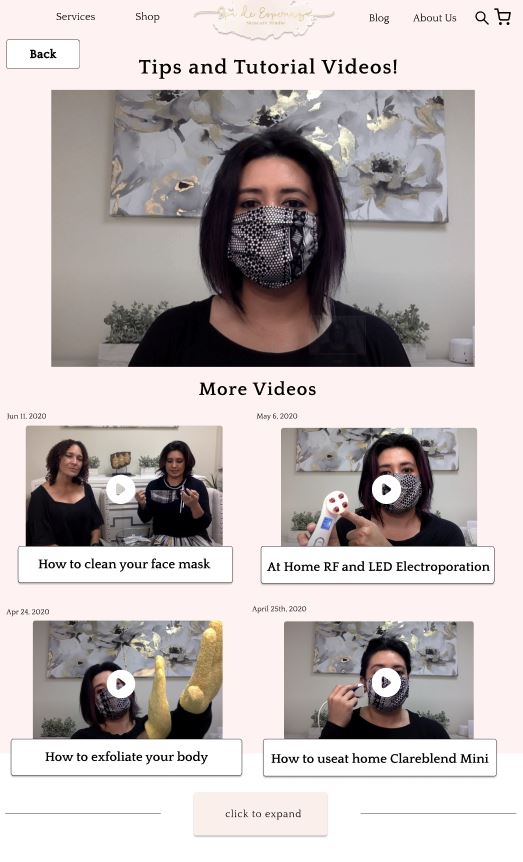 Services
Shop
Spa de Esperanza
Skincare Studio
Blog
About Us
Back
Tips and Tutorial Videos!
More Videos
Jun 11, 2020
May 6, 2020
How to clean your face mask
At Home RF and LED Electroporation
Apr 24, 2020
April 25th, 2020
How to exfoliate your body
How to useat home Clareblend Mini
click to expand